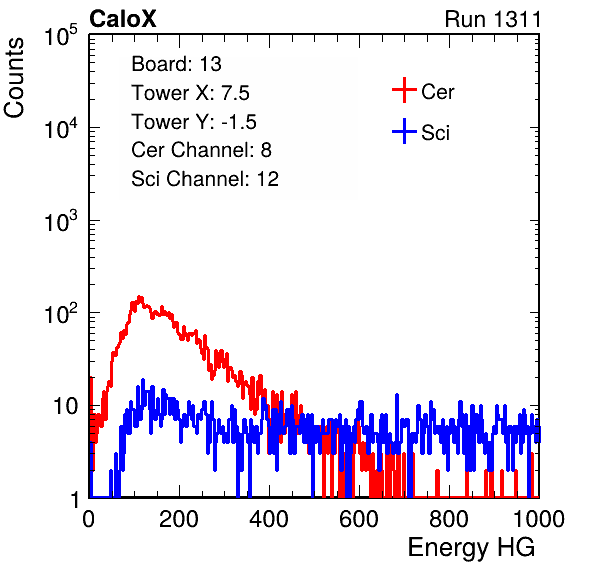 CaloX Run 1311
Counts
10^5
10^4
10^3
10^2
10
1
Board: 13
Tower X: 7.5
Tower Y: -1.5
Cer Channel: 8
Sci Channel: 12
Cer
Sci
0 200 400 600 800 1000
Energy HG